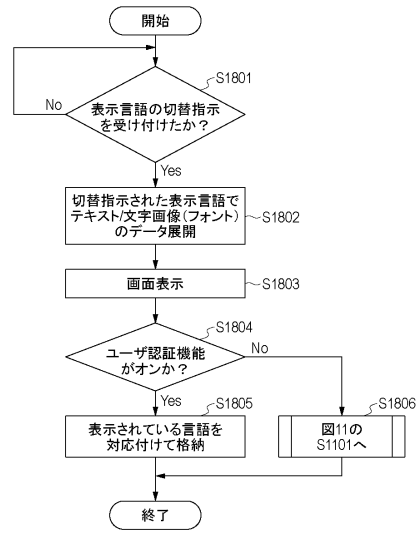 開始
S1801
表示言語の切替指示
を受け付けたか？
No
Yes
切替指示された表示言語で
テキスト/文字画像(フォント)
のデータ展開
S1802
画面表示
S1803
S1804
ユーザ認証機能
がオンか？
No
Yes
S1805
表示されている言語を
対応付けて格納
S1806
図11の
S1101へ
終了